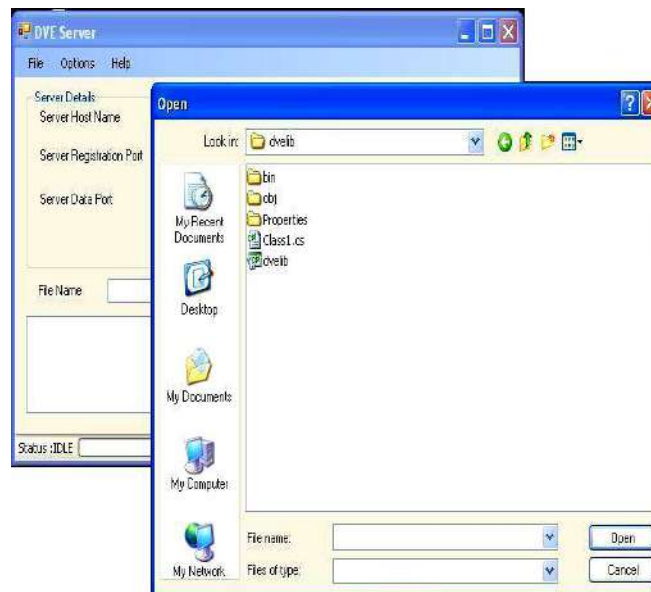 DVE Server
File Options Help
Server Details
Server Host Name
Server Registration Port
Server Data Port
File Name
Status :IDLE
Open
Look in:
dvelib
My Recent
Documents
Desktop
My Documents
My Computer
My Network
bin
obj
Properties
Class1.cs
dvelib
File name:
Open
Files of type:
Cancel